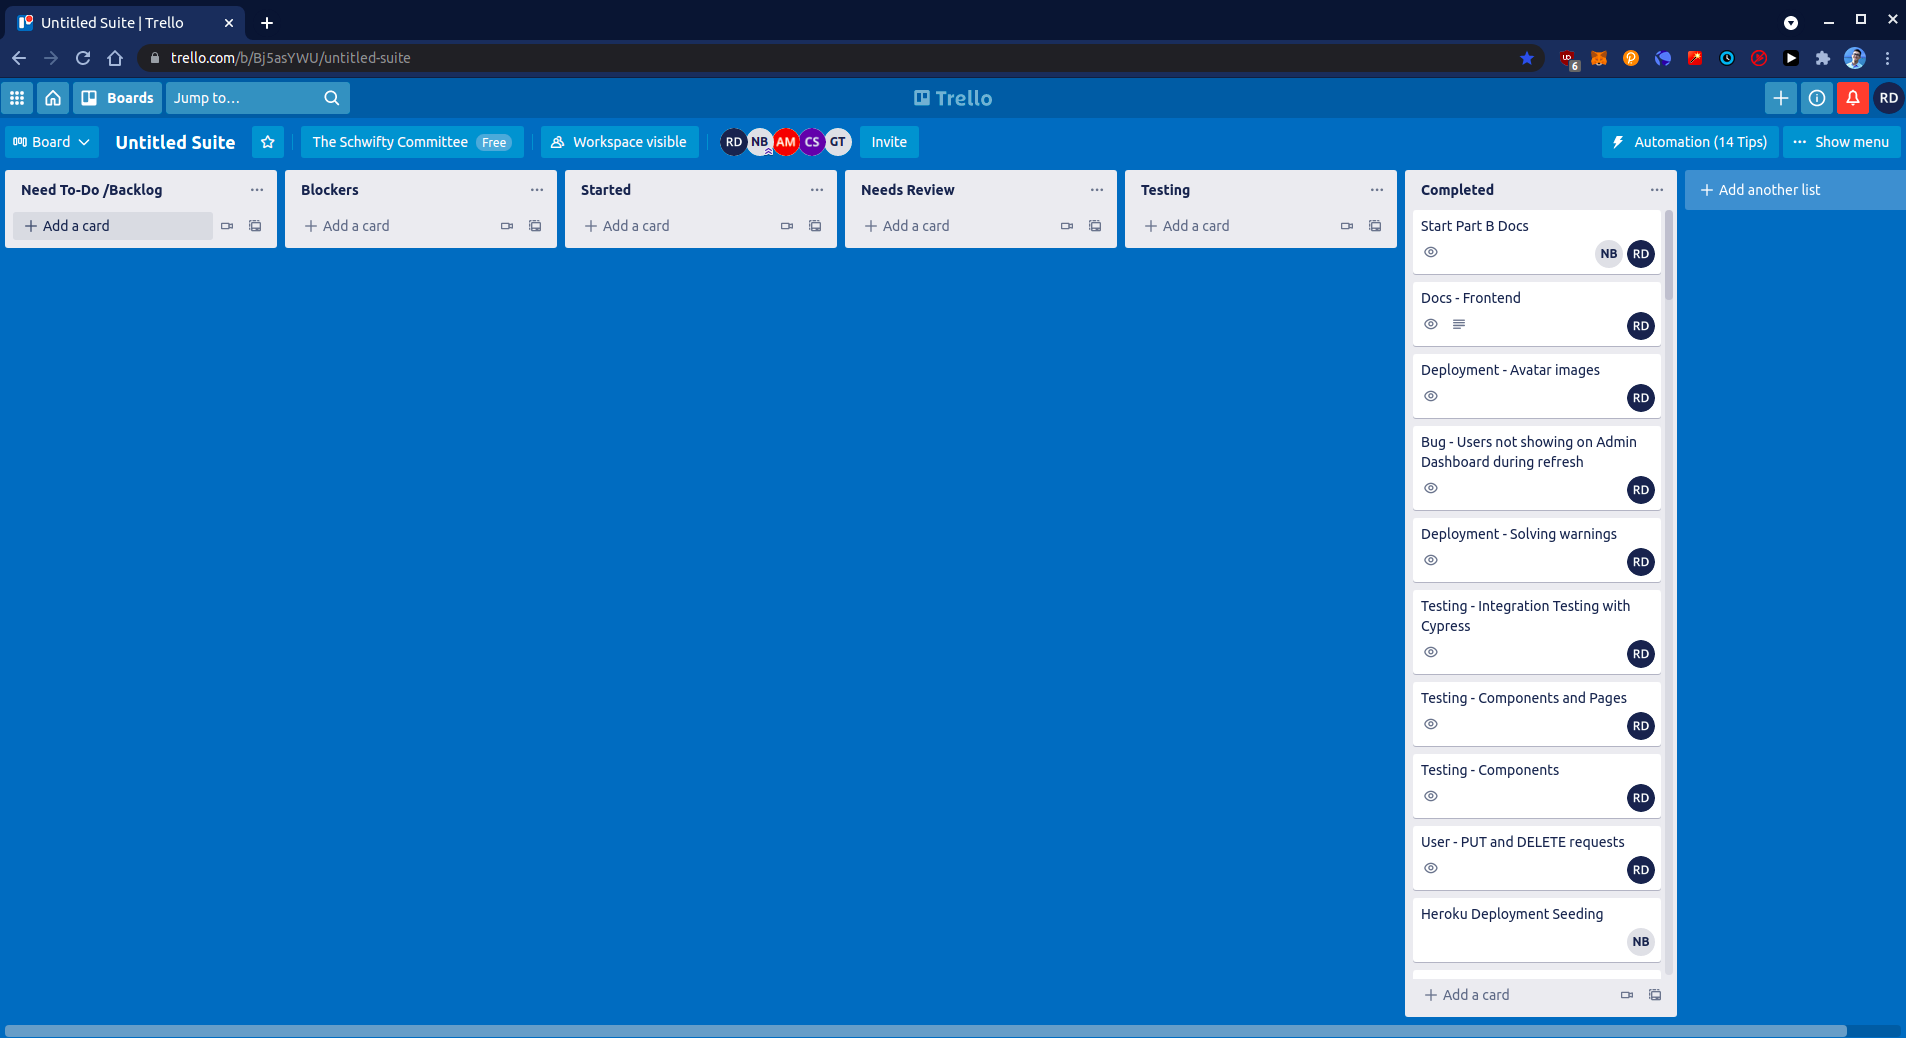 Untitled Suite | Trello
trello.com/b/Bj5asYWU/untitled-suite
6
Boards
Jump to...
Trello
RD
Board
Untitled Suite
The Schwifty Committee Free
Workspace visible
RD NB AM CS GT
Invite
Automation (14 Tips)
Show menu
Need To-Do /Backlog
Add a card
Blockers
Add a card
Started
Add a card
Needs Review
Add a card
Testing
Add a card
Completed
Start Part B Docs
NB RD
Docs - Frontend
RD
Deployment - Avatar images
RD
Bug - Users not showing on Admin
Dashboard during refresh
RD
Deployment - Solving warnings
RD
Testing - Integration Testing with
Cypress
RD
Testing - Components and Pages
RD
Testing - Components
RD
User - PUT and DELETE requests
RD
Heroku Deployment Seeding
NB
Add a card
Add another list